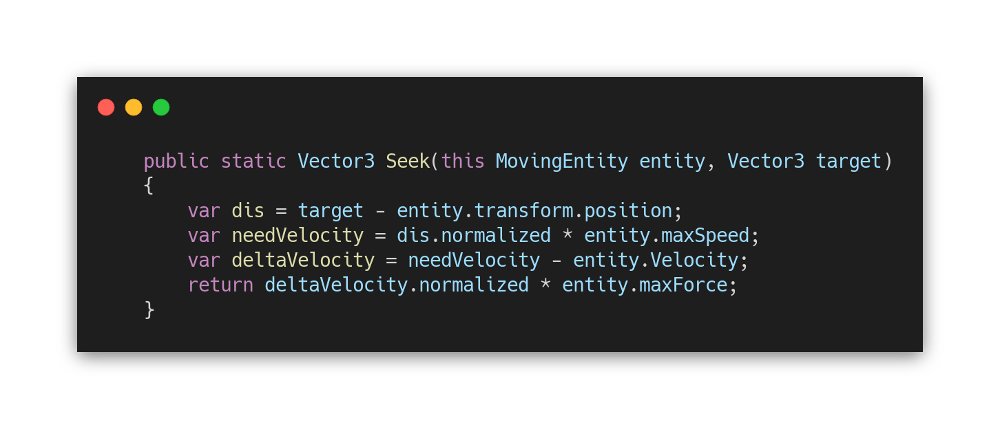 public static Vector3 Seek(this MovingEntity entity, Vector3 target)
{
    var dis = target - entity.transform.position;
    var needVelocity = dis.normalized * entity.maxSpeed;
    var deltaVelocity = needVelocity - entity.Velocity;
    return deltaVelocity.normalized * entity.maxForce;
}